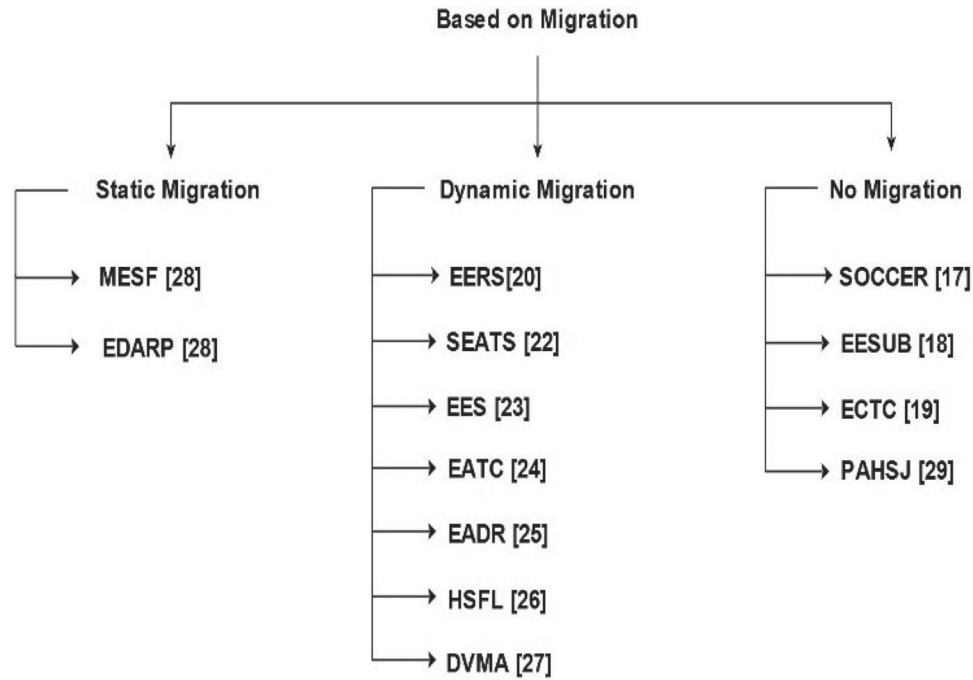 Based on Migration
Static Migration
MESF [28]
EDARP [28]
Dynamic Migration
EERS[20]
SEATS [22]
EES [23]
EATC [24]
EADR [25]
HSFL [26]
DVMA [27]
No Migration
SOCCER [17]
EESUB [18]
ECTC [19]
PAHSJ [29]